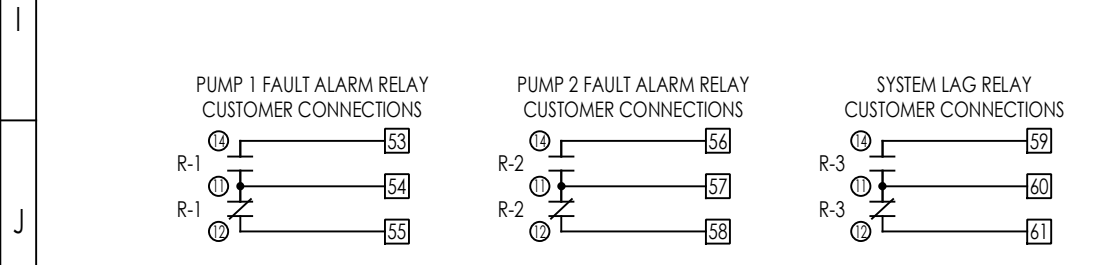 I
PUMP 1 FAULT ALARM RELAY
CUSTOMER CONNECTIONS
14
53
R-1
11
54
R-1
12
55
PUMP 2 FAULT ALARM RELAY
CUSTOMER CONNECTIONS
14
56
R-2
11
57
R-2
12
58
SYSTEM LAG RELAY
CUSTOMER CONNECTIONS
14
59
R-3
11
60
R-3
12
61
J